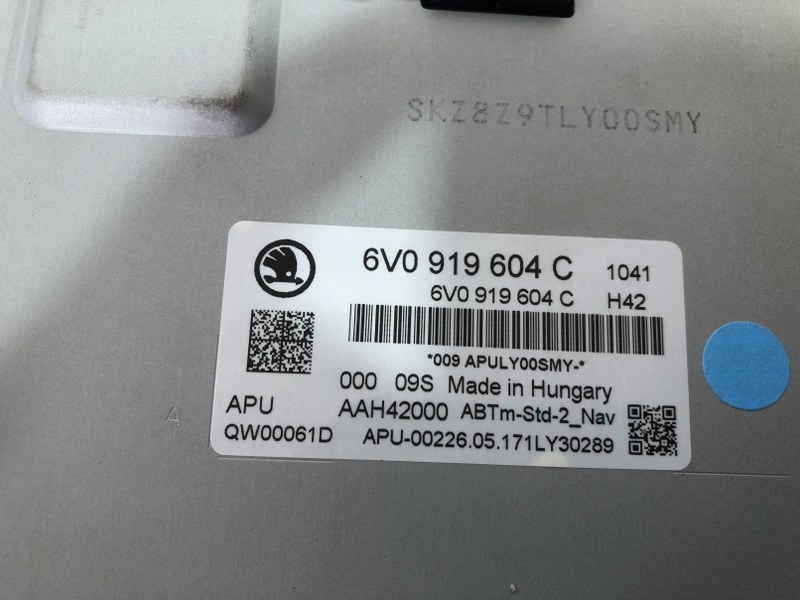 SKZ8Z9TLY00SMY
6V0 919 604 C 1041
6V0 919 604 C H42
*009 APULY00SMY-*
000 09S Made in Hungary
APU AAH42000 ABTm-Std-2_Nav
QW00061D APU-00226.05.171LY30289
A